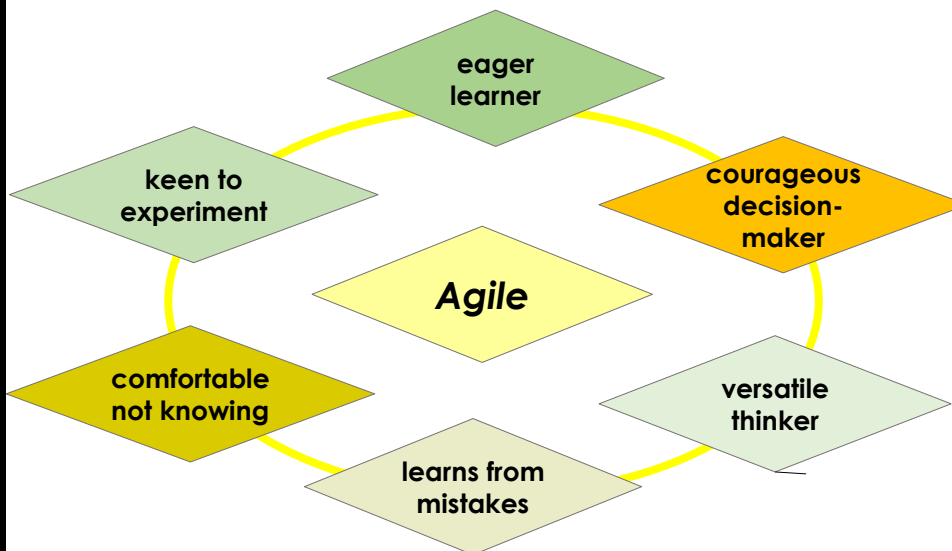 eager
learner
keen to
experiment
courageous
decision-
maker
Agile
comfortable
not knowing
versatile
thinker
learns from
mistakes